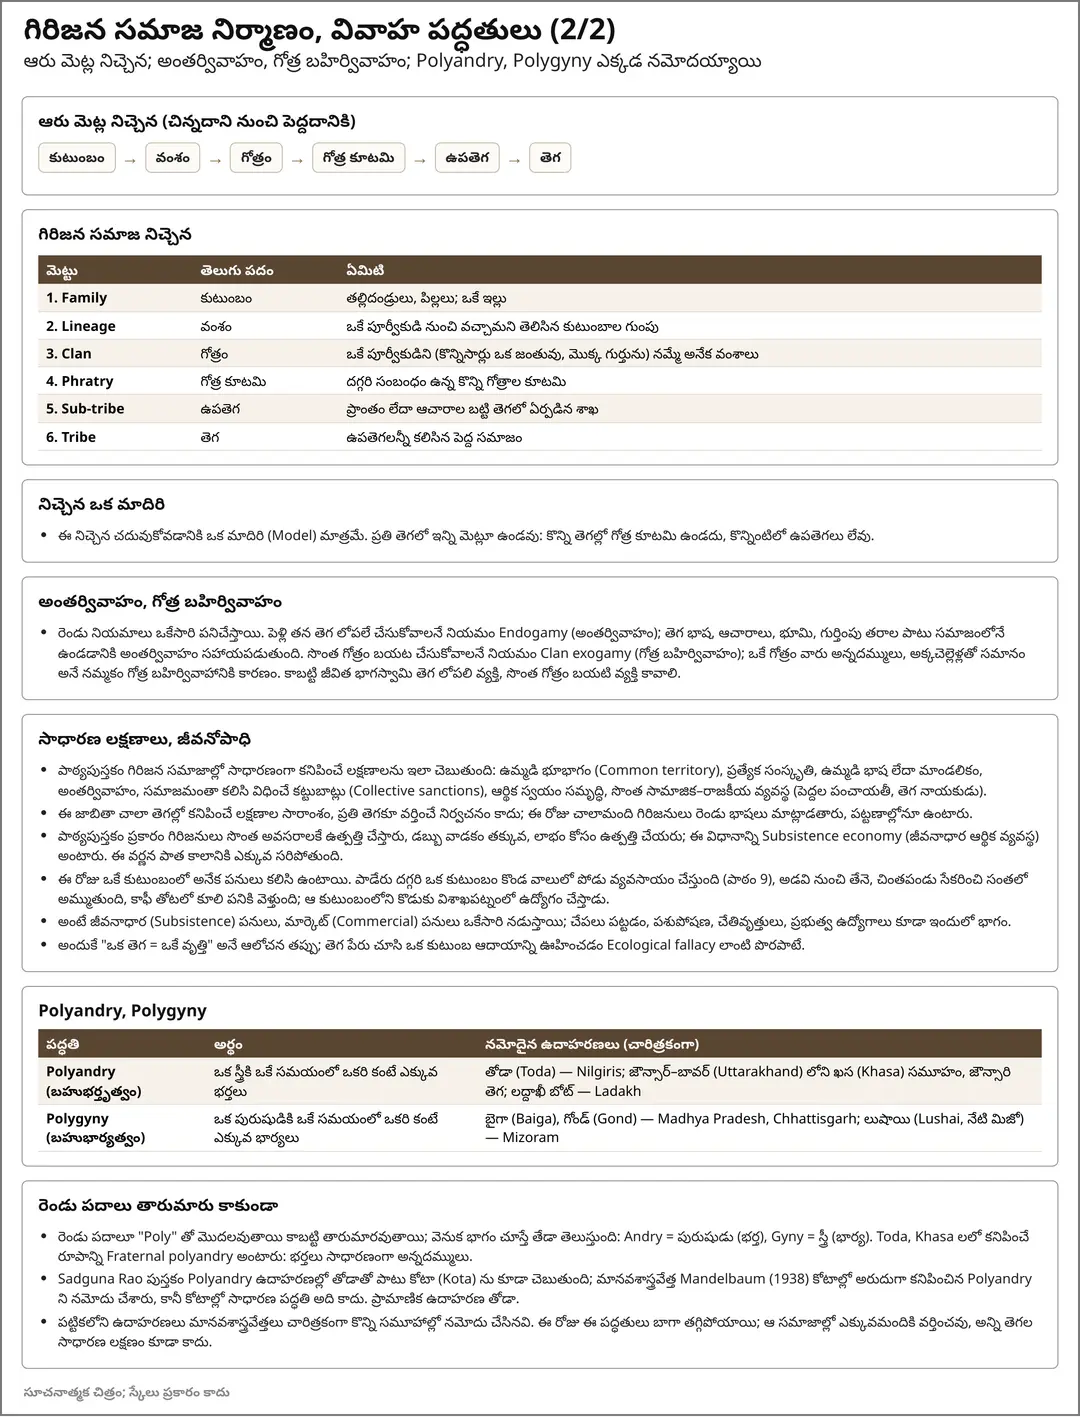 గిరిజన సమాజ నిర్మాణం, వివాహ పద్ధతులు (2/2)
ఆరు మెట్ల నిచ్చెన; అంతర్వివాహం, గోత్ర బహిర్వివాహం; Polyandry, Polygyny ఎక్కడ నమోదయ్యాయి
ఆరు మెట్ల నిచ్చెన (చిన్నదాని నుంచి పెద్దదానికి)
కుటుంబం → వంశం → గోత్రం → గోత్ర కూటమి → ఉపతెగ → తెగ
గిరిజన సమాజ నిచ్చెన
మెట్టు తెలుగు పదం ఏమిటి
1. Family కుటుంబం తల్లిదండ్రులు, పిల్లలు; ఒకే ఇల్లు
2. Lineage వంశం ఒకే పూర్వీకుడి నుంచి వచ్చామని తెలిసిన కుటుంబాల గుంపు
3. Clan గోత్రం ఒకే పూర్వీకుడిని (కొన్నిసార్లు ఒక జంతువు, మొక్క గుర్తును) నమ్మే అనేక వంశాలు
4. Phratry గోత్ర కూటమి దగ్గరి సంబంధం ఉన్న కొన్ని గోత్రాల కూటమి
5. Sub-tribe ఉపతెగ ప్రాంతం లేదా ఆచారాల బట్టి తెగలో ఏర్పడిన శాఖ
6. Tribe తెగ ఉపతెగలన్నీ కలిసిన పెద్ద సమాజం
నిచ్చెన ఒక మాదిరి
• ఈ నిచ్చెన చదువుకోవడానికి ఒక మాదిరి (Model) మాత్రమే. ప్రతి తెగలో ఇన్ని మెట్లూ ఉండవు: కొన్ని తెగల్లో గోత్ర కూటమి ఉండదు, కొన్నింటిలో ఉపతెగలు లేవు.
అంతర్వివాహం, గోత్ర బహిర్వివాహం
• రెండు నియమాలు ఒకేసారి పనిచేస్తాయి. పెళ్లి తన తెగ లోపలే చేసుకోవాలనే నియమం Endogamy (అంతర్వివాహం); తెగ భాష, ఆచారాలు, భూమి, గుర్తింపు తరాల పాటు సమాజంలోనే
ఉండడానికి అంతర్వివాహం సహాయపడుతుంది. సొంత గోత్రం బయట చేసుకోవాలనే నియమం Clan exogamy (గోత్ర బహిర్వివాహం); ఒకే గోత్రం వారు అన్నదమ్ములు, అక్కచెల్లెళ్లతో సమానం
అనే నమ్మకం గోత్ర బహిర్వివాహానికి కారణం. కాబట్టి జీవిత భాగస్వామి తెగ లోపలి వ్యక్తి, సొంత గోత్రం బయటి వ్యక్తి కావాలి.
సాధారణ లక్షణాలు, జీవనోపాధి
• పాఠ్యపుస్తకం గిరిజన సమాజాల్లో సాధారణంగా కనిపించే లక్షణాలను ఇలా చెబుతుంది: ఉమ్మడి భూభాగం (Common territory), ప్రత్యేక సంస్కృతి, ఉమ్మడి భాష లేదా మాండలికం,
అంతర్వివాహం, సమాజమంతా కలిసి విధించే కట్టుబాట్లు (Collective sanctions), ఆర్థిక స్వయం సమృద్ధి, సొంత సామాజిక–రాజకీయ వ్యవస్థ (పెద్దల పంచాయతీ, తెగ నాయకుడు).
• ఈ జాబితా చాలా తెగల్లో కనిపించే లక్షణాల సారాంశం, ప్రతి తెగకూ వర్తించే నిర్వచనం కాదు; ఈ రోజు చాలామంది గిరిజనులు రెండు భాషలు మాట్లాడతారు, పట్టణాల్లోనూ ఉంటారు.
• పాఠ్యపుస్తకం ప్రకారం గిరిజనులు సొంత అవసరాలకే ఉత్పత్తి చేస్తారు, డబ్బు వాడకం తక్కువ, లాభం కోసం ఉత్పత్తి చేయరు; ఈ విధానాన్ని Subsistence economy (జీవనాధార ఆర్థిక వ్యవస్థ)
అంటారు. ఈ వర్ణన పాత కాలానికి ఎక్కువ సరిపోతుంది.
• ఈ రోజు ఒకే కుటుంబంలో అనేక పనులు కలిసి ఉంటాయి. పాడేరు దగ్గరి ఒక కుటుంబం కొండ వాలులో పోడు వ్యవసాయం చేస్తుంది (పాఠం 9), అడవి నుంచి తేనె, చింతపండు సేకరించి సంతలో
అమ్ముతుంది, కాఫీ తోటలో కూలి పనికి వెళ్తుంది; ఆ కుటుంబంలోని కొడుకు విశాఖపట్నంలో ఉద్యోగం చేస్తాడు.
• అంటే జీవనాధార (Subsistence) పనులు, మార్కెట్ (Commercial) పనులు ఒకేసారి నడుస్తాయి; చేపలు పట్టడం, పశుపోషణ, చేతివృత్తులు, ప్రభుత్వ ఉద్యోగాలు కూడా ఇందులో భాగం.
• అందుకే "ఒక తెగ = ఒకే వృత్తి" అనే ఆలోచన తప్పు; తెగ పేరు చూసి ఒక కుటుంబ ఆదాయాన్ని ఊహించడం Ecological fallacy లాంటి పొరపాటే.
Polyandry, Polygyny
పద్ధతి అర్థం నమోదైన ఉదాహరణలు (చారిత్రకంగా)
Polyandry (బహుభర్తృత్వం) ఒక స్త్రీకి ఒకే సమయంలో ఒకరి కంటే ఎక్కువ భర్తలు తోడా (Toda) — Nilgiris; జౌన్సార్–బావర్ (Uttarakhand) లోని ఖస (Khasa) సమూహం, జౌన్సారి తెగ; లద్దాఖీ బోట్ — Ladakh
Polygyny (బహుభార్యత్వం) ఒక పురుషుడికి ఒకే సమయంలో ఒకరి కంటే ఎక్కువ భార్యలు బైగా (Baiga), గోండ్ (Gond) — Madhya Pradesh, Chhattisgarh; లుషాయి (Lushai, నేటి మిజో) — Mizoram
రెండు పదాలు తారుమారు కాకుండా
• రెండు పదాలూ "Poly" తో మొదలవుతాయి కాబట్టి తారుమారవుతాయి; వెనుక భాగం చూస్తే తేడా తెలుస్తుంది: Andry = పురుషుడు (భర్త), Gyny = స్త్రీ (భార్య). Toda, Khasa లలో కనిపించే
రూపాన్ని Fraternal polyandry అంటారు: భర్తలు సాధారణంగా అన్నదమ్ములు.
• Sadguna Rao పుస్తకం Polyandry ఉదాహరణల్లో తోడాతో పాటు కోటా (Kota) ను కూడా చెబుతుంది; మానవశాస్త్రవేత్త Mandelbaum (1938) కోటాల్లో అరుదుగా కనిపించిన Polyandry
ని నమోదు చేశారు, కానీ కోటాల్లో సాధారణ పద్ధతి అది కాదు. ప్రామాణిక ఉదాహరణ తోడా.
• పట్టికలోని ఉదాహరణలు మానవశాస్త్రవేత్తలు చారిత్రకంగా కొన్ని సమూహాల్లో నమోదు చేసినవి. ఈ రోజు ఈ పద్ధతులు బాగా తగ్గిపోయాయి; ఆ సమాజాల్లో ఎక్కువమందికి వర్తించవు, అన్ని తెగల
సాధారణ లక్షణం కూడా కాదు.
సూచనాత్మక చిత్రం; స్కేలు ప్రకారం కాదు